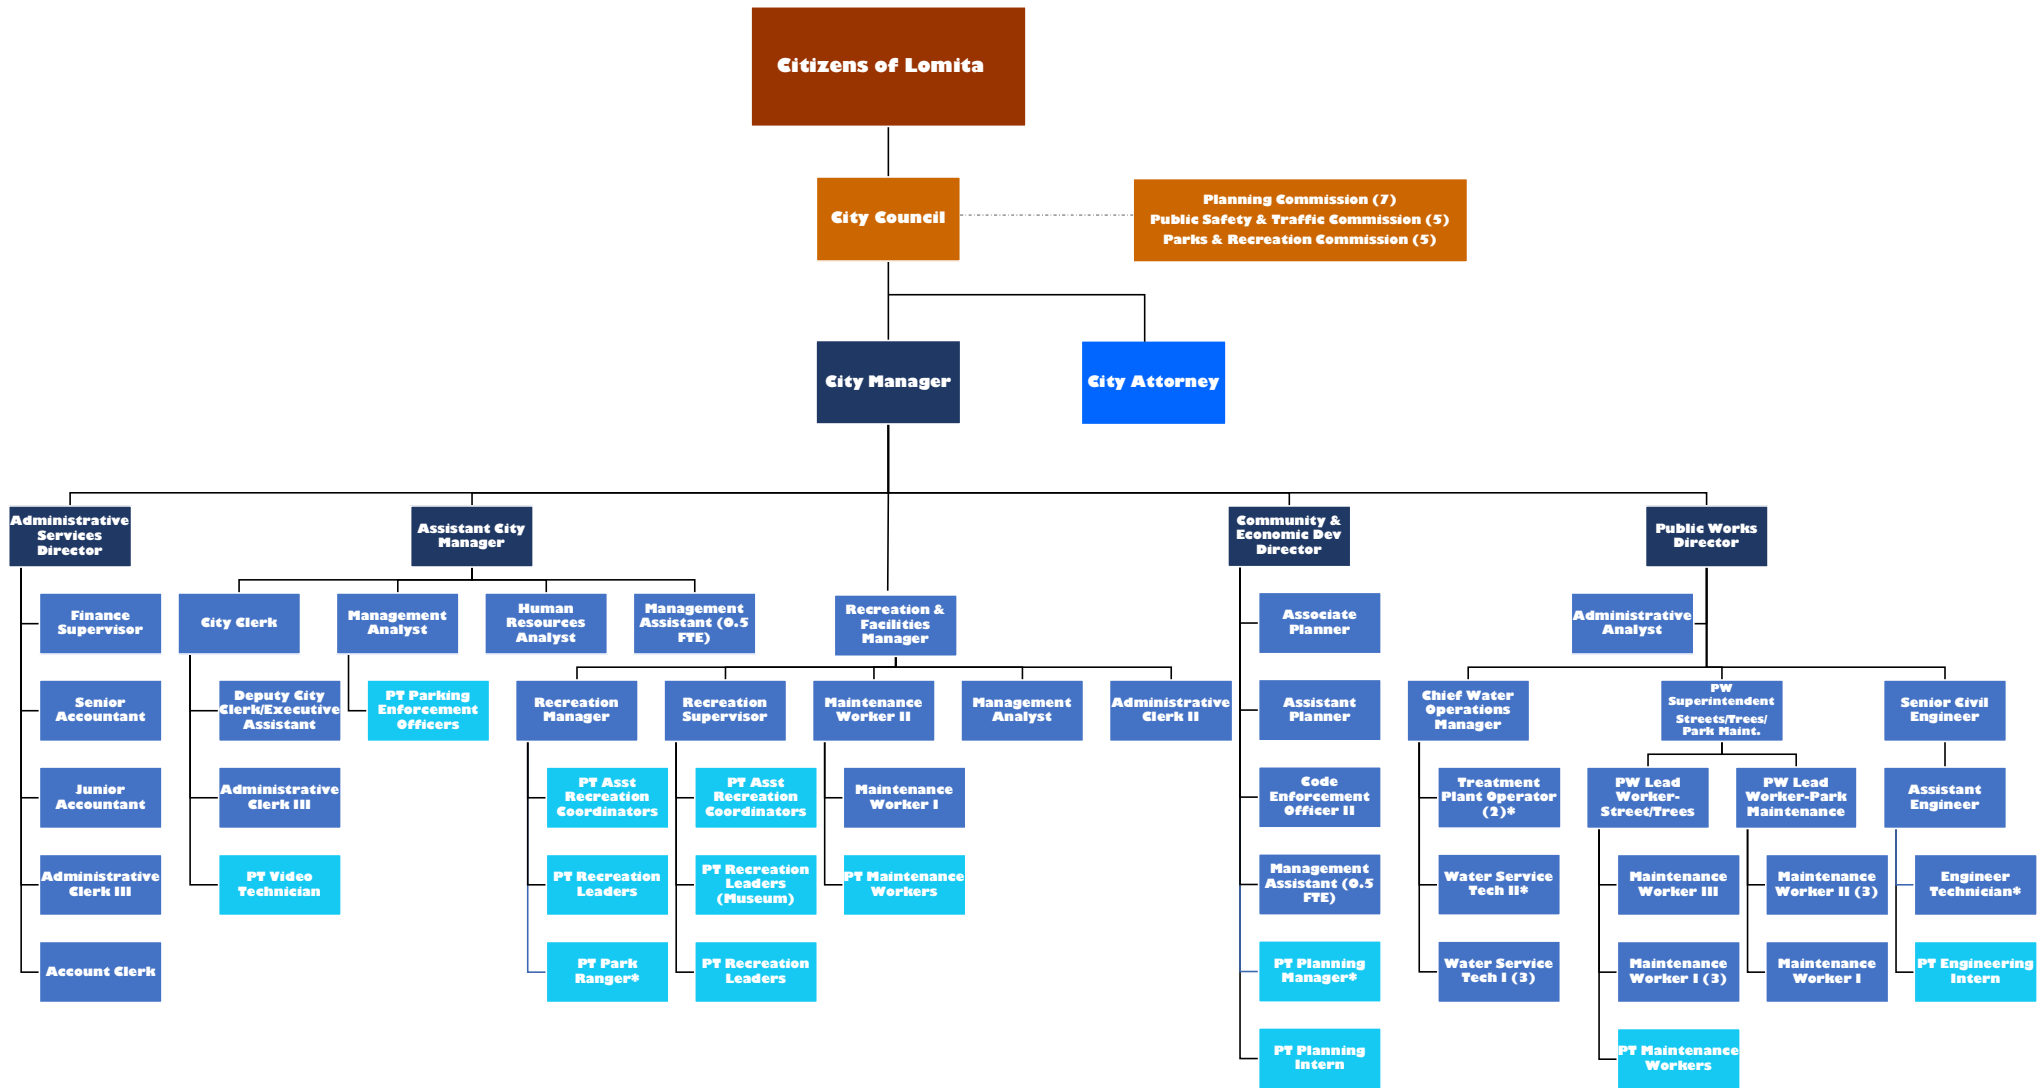 Citizens of Lomita
City Council
Planning Commission (7)
Public Safety & Traffic Commission (5)
Parks & Recreation Commission (5)
City Manager
City Attorney
Administrative
Services
Director
Assistant City
Manager
Community &
Economic Dev
Director
Public Works
Director
Finance
Supervisor
City Clerk
Management
Analyst
Human
Resources
Analyst
Management
Assistant (0.5
FTE)
Recreation &
Facilities
Manager
Associate
Planner
Administrative
Analyst
Senior
Accountant
Deputy City
Clerk/Executive
Assistant
PT Parking
Enforcement
Officers
Recreation
Manager
Recreation
Supervisor
Maintenance
Worker II
Management
Analyst
Administrative
Clerk II
Assistant
Planner
Chief Water
Operations
Manager
PW
Superintendent
Streets/Trees/
Park Maint.
Senior Civil
Engineer
Junior
Accountant
Administrative
Clerk III
PT Asst
Recreation
Coordinators
PT Asst
Recreation
Coordinators
Maintenance
Worker I
Code
Enforcement
Officer II
Treatment
Plant Operator
(2)*
PW Lead
Worker-
Street/Trees
PW Lead
Worker-Park
Maintenance
Assistant
Engineer
Administrative
Clerk III
PT Video
Technician
PT Recreation
Leaders
PT Recreation
Leaders
(Museum)
PT Maintenance
Workers
Management
Assistant (0.5
FTE)
Water Service
Tech II*
Maintenance
Worker III
Maintenance
Worker II (3)
Engineer
Technician*
Account Clerk
PT Park
Ranger*
PT Recreation
Leaders
PT Planning
Manager*
Water Service
Tech I (3)
Maintenance
Worker I (3)
Maintenance
Worker I
PT Engineering
Intern
PT Planning
Intern
PT Maintenance
Workers